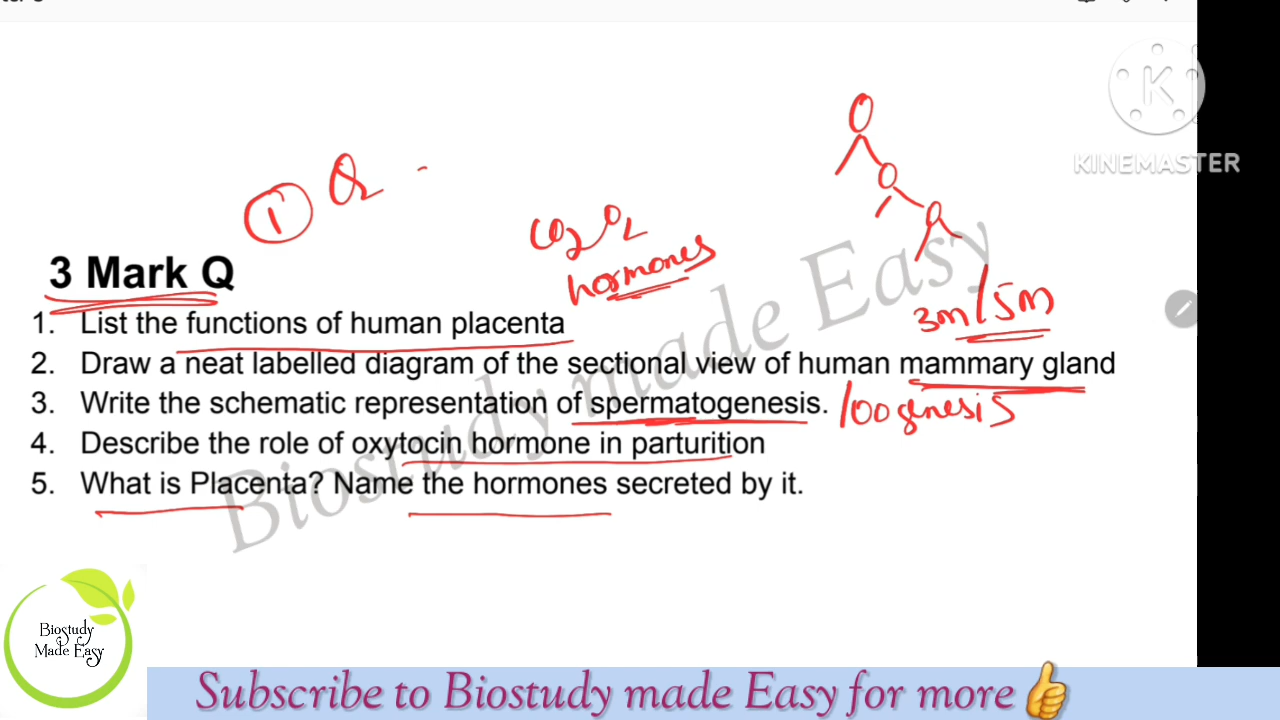 KINEMASTER
① Q
CO2 O2
hormones
3 Mark Q
3m/5m
1. List the functions of human placenta
2. Draw a neat labelled diagram of the sectional view of human mammary gland
3. Write the schematic representation of spermatogenesis. /oogenesis
4. Describe the role of oxytocin hormone in parturition
5. What is Placenta? Name the hormones secreted by it.
Biostudy made Easy
Biostudy
Made Easy
Subscribe to Biostudy made Easy for more